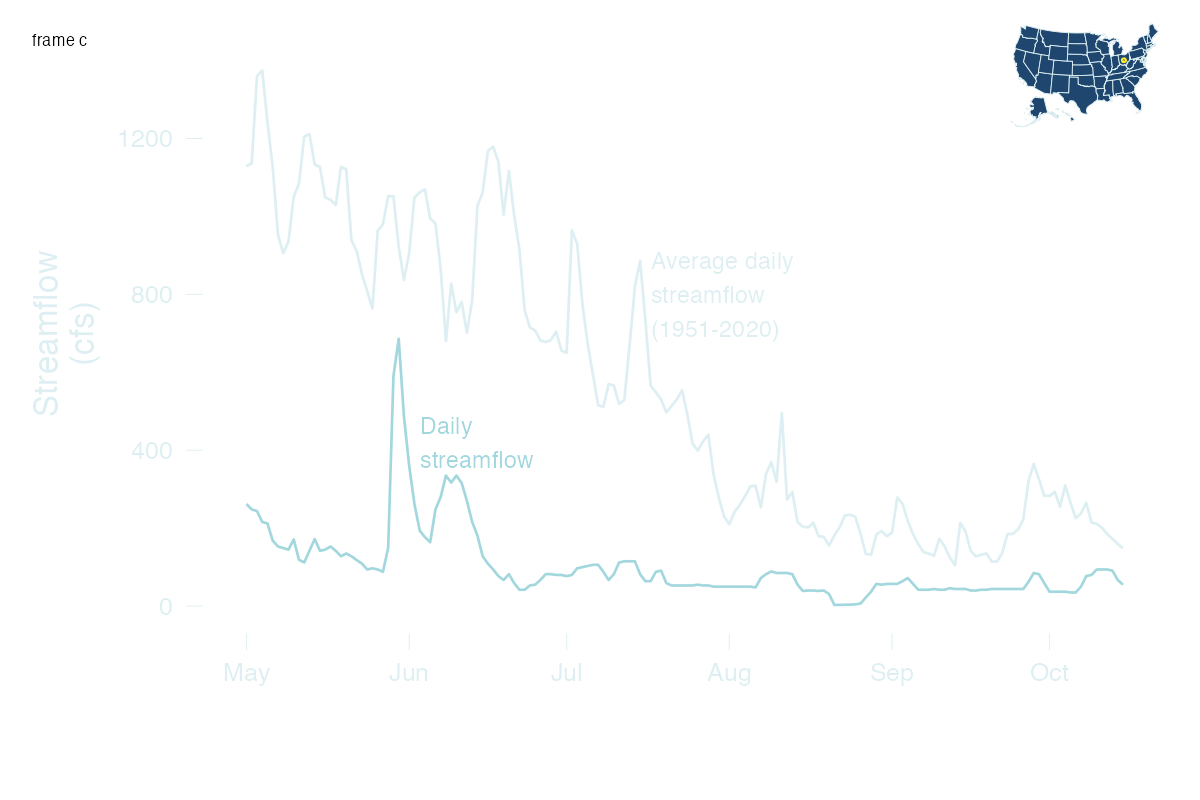 frame c
1200
800
400
0
Streamflow
(cfs)
Average daily
streamflow
(1951-2020)
Daily
streamflow
May Jun Jul Aug Sep Oct